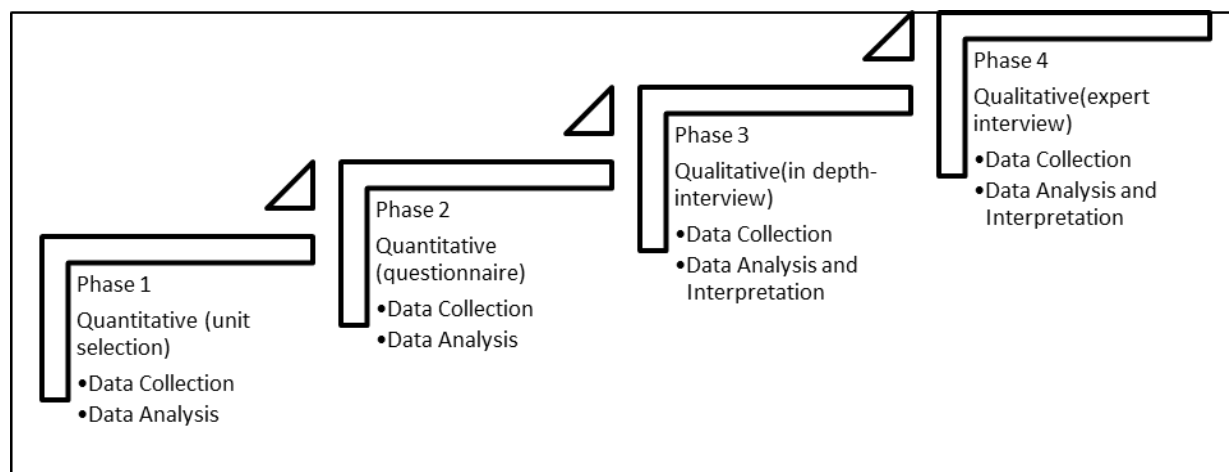 Phase 1
Quantitative (unit
selection)
•Data Collection
•Data Analysis
Phase 2
Quantitative
(questionnaire)
•Data Collection
•Data Analysis
Phase 3
Qualitative(in depth-
interview)
•Data Collection
•Data Analysis and
Interpretation
Phase 4
Qualitative(expert
interview)
•Data Collection
•Data Analysis and
Interpretation